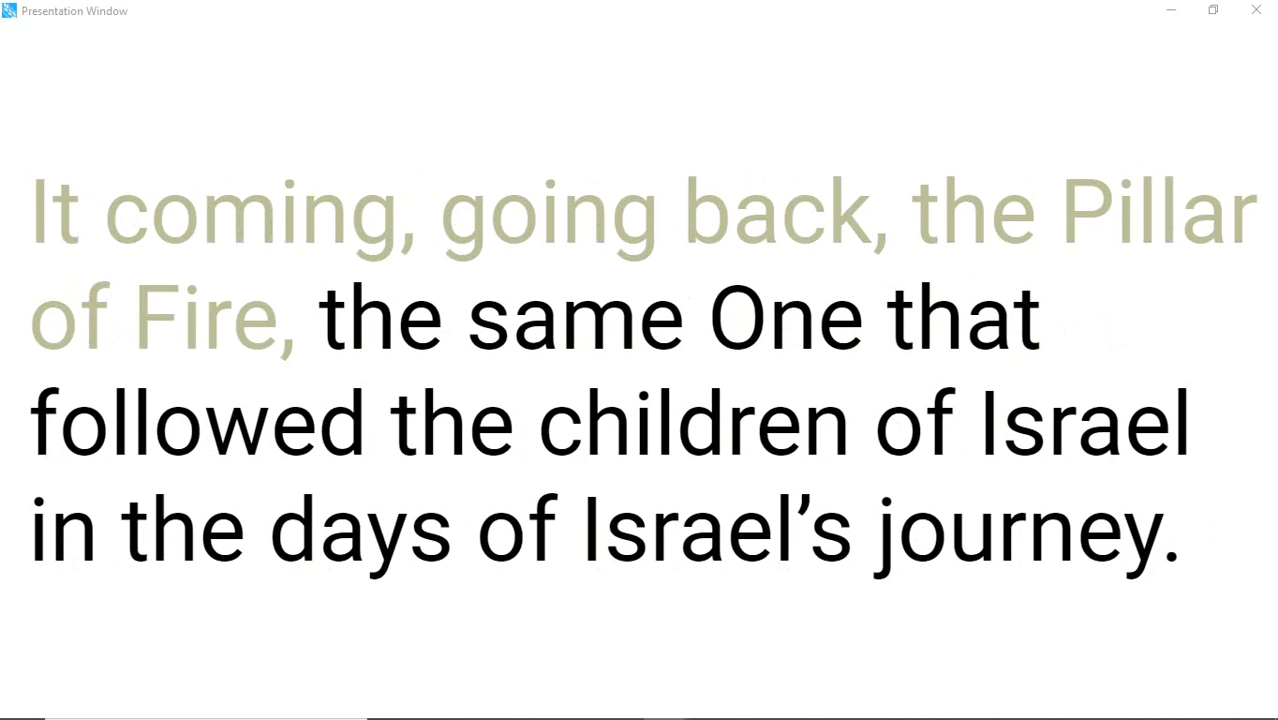 Presentation Window
It coming, going back, the Pillar
of Fire, the same One that
followed the children of Israel
in the days of Israel’s journey.